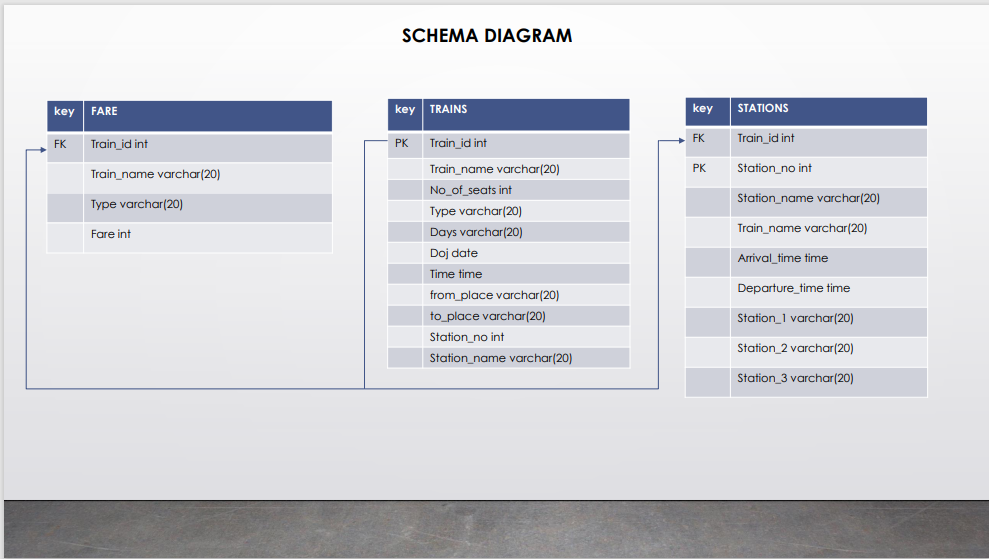 SCHEMA DIAGRAM
key FARE
FK Train_id int
Train_name varchar(20)
Type varchar(20)
Fare int
key TRAINS
PK Train_id int
Train_name varchar(20)
No_of_seats int
Type varchar(20)
Days varchar(20)
Doj date
Time time
from_place varchar(20)
to_place varchar(20)
Station_no int
Station_name varchar(20)
key STATIONS
FK Train_id int
PK Station_no int
Station_name varchar(20)
Train_name varchar(20)
Arrival_time time
Departure_time time
Station_1 varchar(20)
Station_2 varchar(20)
Station_3 varchar(20)